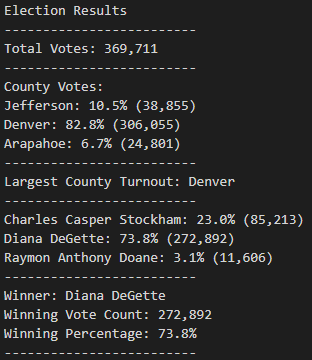 Election Results
-------------------------
Total Votes: 369,711
-------------------------
County Votes:
Jefferson: 10.5% (38,855)
Denver: 82.8% (306,055)
Arapahoe: 6.7% (24,801)
-------------------------
Largest County Turnout: Denver
-------------------------
Charles Casper Stockham: 23.0% (85,213)
Diana DeGette: 73.8% (272,892)
Raymon Anthony Doane: 3.1% (11,606)
-------------------------
Winner: Diana DeGette
Winning Vote Count: 272,892
Winning Percentage: 73.8%
-------------------------